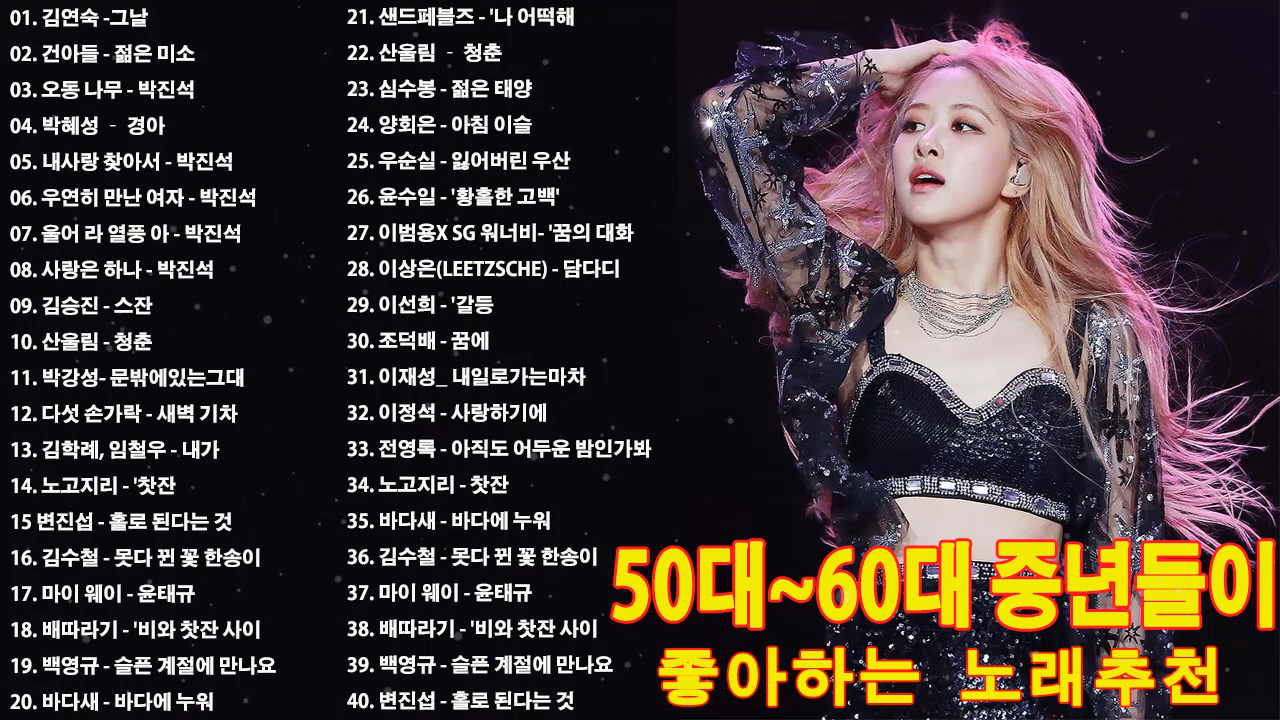 01. 김연숙 -그날
02. 건아들 - 젊은 미소
03. 오동 나무 - 박진석
04. 박혜성 - 경아
05. 내사랑 찾아서 - 박진석
06. 우연히 만난 여자 - 박진석
07. 울어 라 열풍 아 - 박진석
08. 사랑은 하나 - 박진석
09. 김승진 - 스잔
10. 산울림 - 청춘
11. 박강성- 문밖에있는그대
12. 다섯 손가락 - 새벽 기차
13. 김학례, 임철우 - 내가
14. 노고지리 - '찻잔
15 변진섭 - 홀로 된다는 것
16. 김수철 - 못다 핀 꽃 한송이
17. 마이 웨이 - 윤태규
18. 배따라기 - '비와 찻잔 사이
19. 백영규 - 슬픈 계절에 만나요
20. 바다새 - 바다에 누워
21. 샌드페블즈 - '나 어떡해
22. 산울림 - 청춘
23. 심수봉 - 젊은 태양
24. 양희은 - 아침 이슬
25. 우순실 - 잃어버린 우산
26. 윤수일 - '황홀한 고백'
27. 이범용X SG 워너비- '꿈의 대화
28. 이상은(LEETZSCHE) - 담다디
29. 이선희 - '갈등
30. 조덕배 - 꿈에
31. 이재성_ 내일로가는마차
32. 이정석 - 사랑하기에
33. 전영록 - 아직도 어두운 밤인가봐
34. 노고지리 - 찻잔
35. 바다새 - 바다에 누워
36. 김수철 - 못다 핀 꽃 한송이
37. 마이 웨이 - 윤태규
38. 배따라기 - '비와 찻잔 사이
39. 백영규 - 슬픈 계절에 만나요
40. 변진섭 - 홀로 된다는 것
50대~60대 중년들이
좋아하는 노래추천